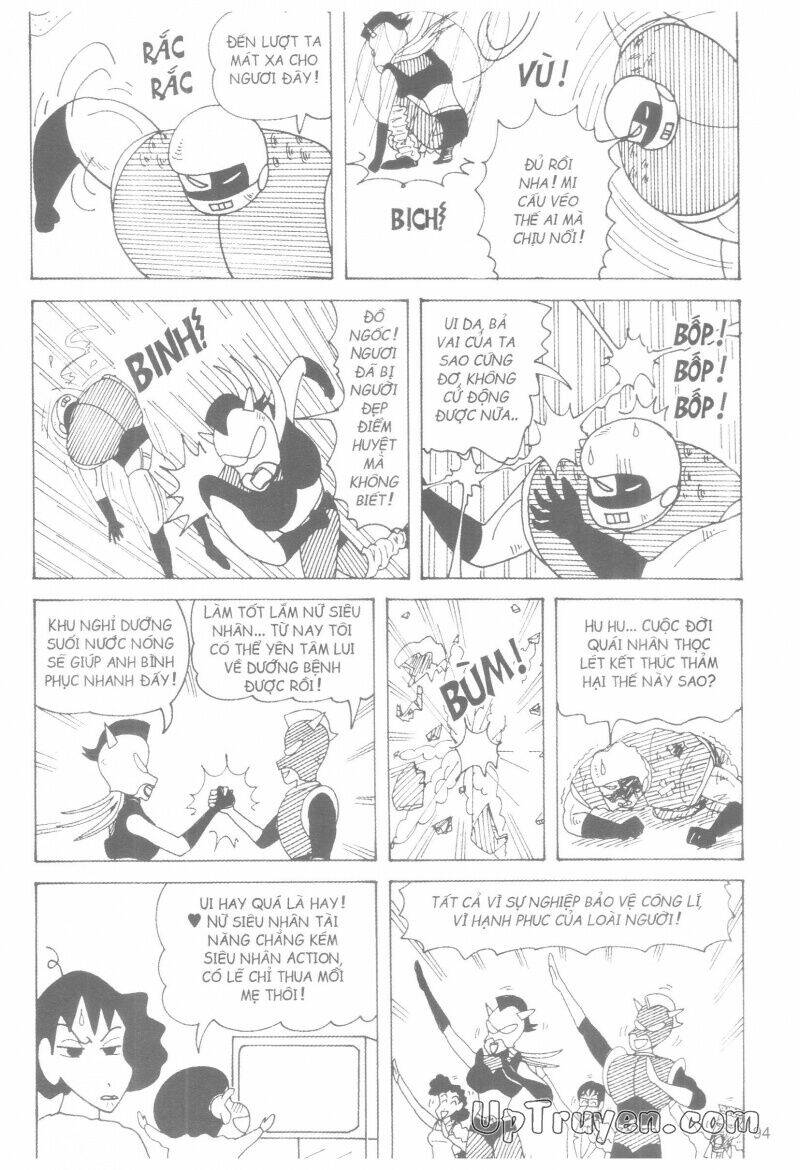 RẮC
RẮC
ĐẾN LƯỢT TA
MÁT XA CHO
NGƯƠI ĐÂY!
VÙ!
BỊCH!
ĐỦ RỒI
NHA! MI
CẤU VÉO
THẾ AI MÀ
CHỊU NỔI!
BINH!
ĐỒ
NGỐC!
NGƯƠI
ĐÃ BỊ
NGƯỜI
ĐẸP
ĐIỂM
HUYỆT
MÀ
KHÔNG
BIẾT!
UI DA, BẢ
VAI CỦA TA
SAO CỨNG
ĐƠ, KHÔNG
CỬ ĐỘNG
ĐƯỢC NỮA..
BỐP!
BỐP!
BỐP!
KHU NGHỈ DƯỠNG
SUỐI NƯỚC NÓNG
SẼ GIÚP ANH BÌNH
PHỤC NHANH ĐẤY!
LÀM TỐT LẮM NỮ SIÊU
NHÂN... TỪ NAY TÔI
CÓ THỂ YÊN TÂM LUI
VỀ DƯỠNG BỆNH
ĐƯỢC RỒI!
BÙM!
HU HU... CUỘC ĐỜI
QUÁI NHÂN THỌC
LÉT KẾT THÚC THẢM
HẠI THẾ NÀY SAO?
UI HAY QUÁ LÀ HAY!
♥ NỮ SIÊU NHÂN TÀI
NĂNG CHẲNG KÉM
SIÊU NHÂN ACTION,
CÓ LẼ CHỈ THUA MỖI
MẸ THÔI!
TẤT CẢ VÌ SỰ NGHIỆP BẢO VỆ CÔNG LÍ,
VÌ HẠNH PHUC CỦA LOÀI NGƯỜI!
UpTruyen.com
94